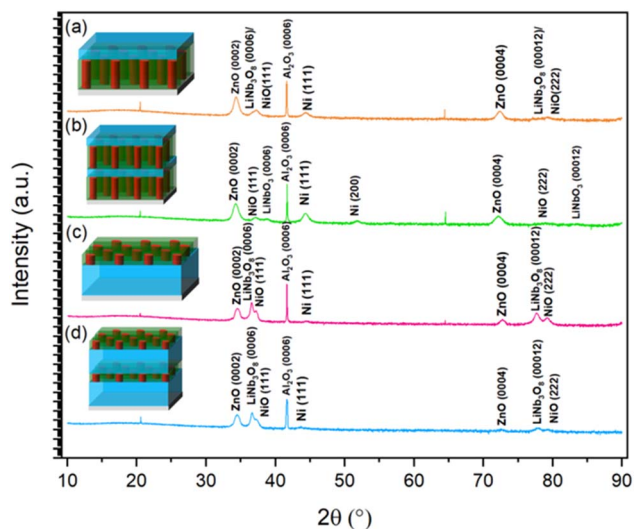 (a)
ZnO (0002)
LiNb₃O₈ (0006)/
NiO(111)
Al₂O₃ (0006)
Ni (111)
ZnO (0004)
LiNb₃O₈ (00012)/
NiO(222)
(b)
ZnO (0002)
NiO (111)
LiNbO₃ (0006)
Al₂O₃ (0006)
Ni (111)
Ni (200)
ZnO (0004)
NiO (222)
LiNbO₃ (00012)
(c)
ZnO (0002)
LiNb₃O₈ (0006)
NiO (111)
Al₂O₃ (0006)
Ni (111)
ZnO (0004)
LiNb₃O₈ (00012)
NiO (222)
(d)
ZnO (0002)
LiNb₃O₈ (0006)
NiO (111)
Al₂O₃ (0006)
Ni (111)
ZnO (0004)
LiNb₃O₈ (00012)
NiO (222)
Intensity (a.u.)
10 20 30 40 50 60 70 80 90
2θ (°)